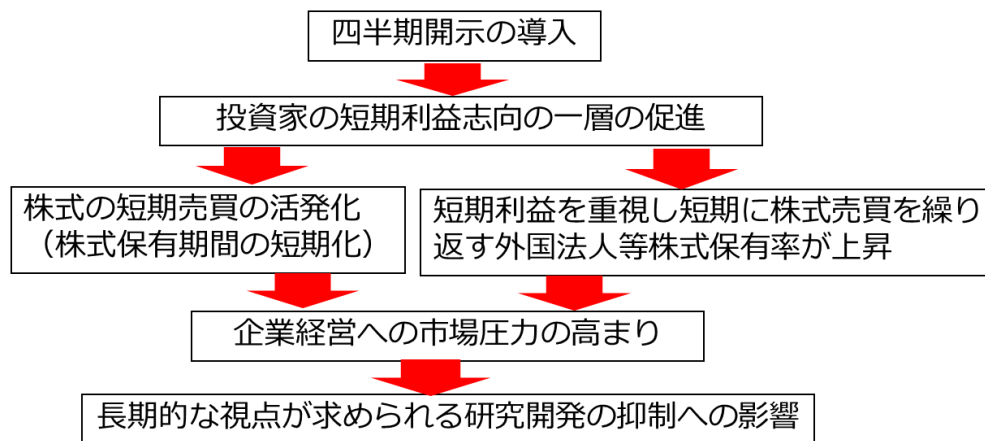 四半期開示の導入
投資家の短期利益志向の一層の促進
株式の短期売買の活発化
（株式保有期間の短期化）
短期利益を重視し短期に株式売買を繰り
返す外国法人等株式保有率が上昇
企業経営への市場圧力の高まり
長期的な視点が求められる研究開発の抑制への影響